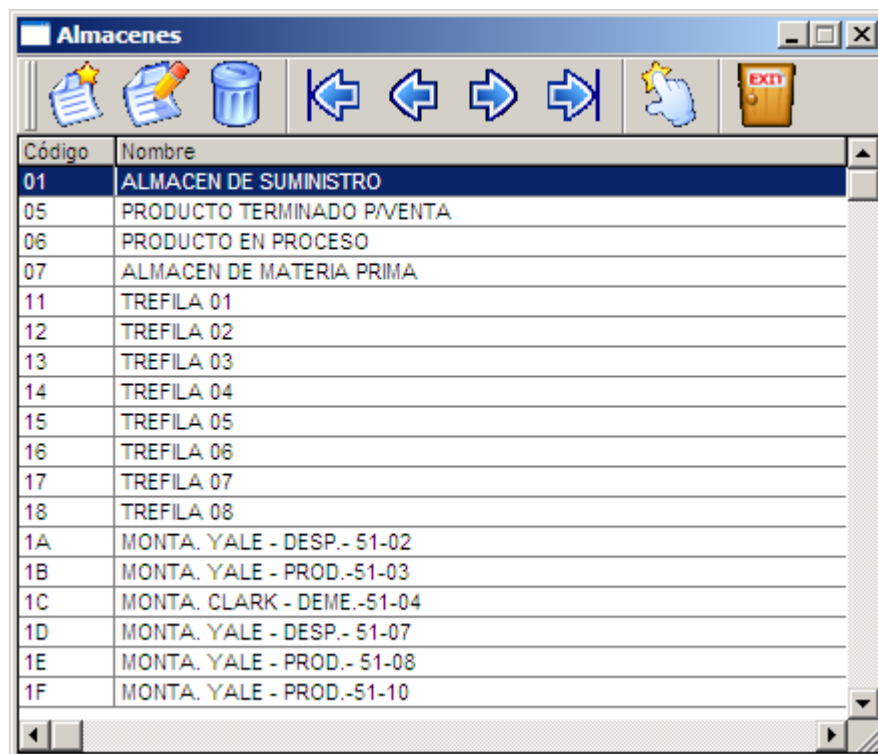 Almacenes
EXIT
Código Nombre
01 ALMACEN DE SUMINISTRO
05 PRODUCTO TERMINADO P/VENTA
06 PRODUCTO EN PROCESO
07 ALMACEN DE MATERIA PRIMA
11 TREFILA 01
12 TREFILA 02
13 TREFILA 03
14 TREFILA 04
15 TREFILA 05
16 TREFILA 06
17 TREFILA 07
18 TREFILA 08
1A MONTA. YALE - DESP.- 51-02
1B MONTA. YALE - PROD.-51-03
1C MONTA. CLARK - DEME.-51-04
1D MONTA. YALE - DESP.- 51-07
1E MONTA. YALE - PROD.- 51-08
1F MONTA. YALE - PROD.-51-10